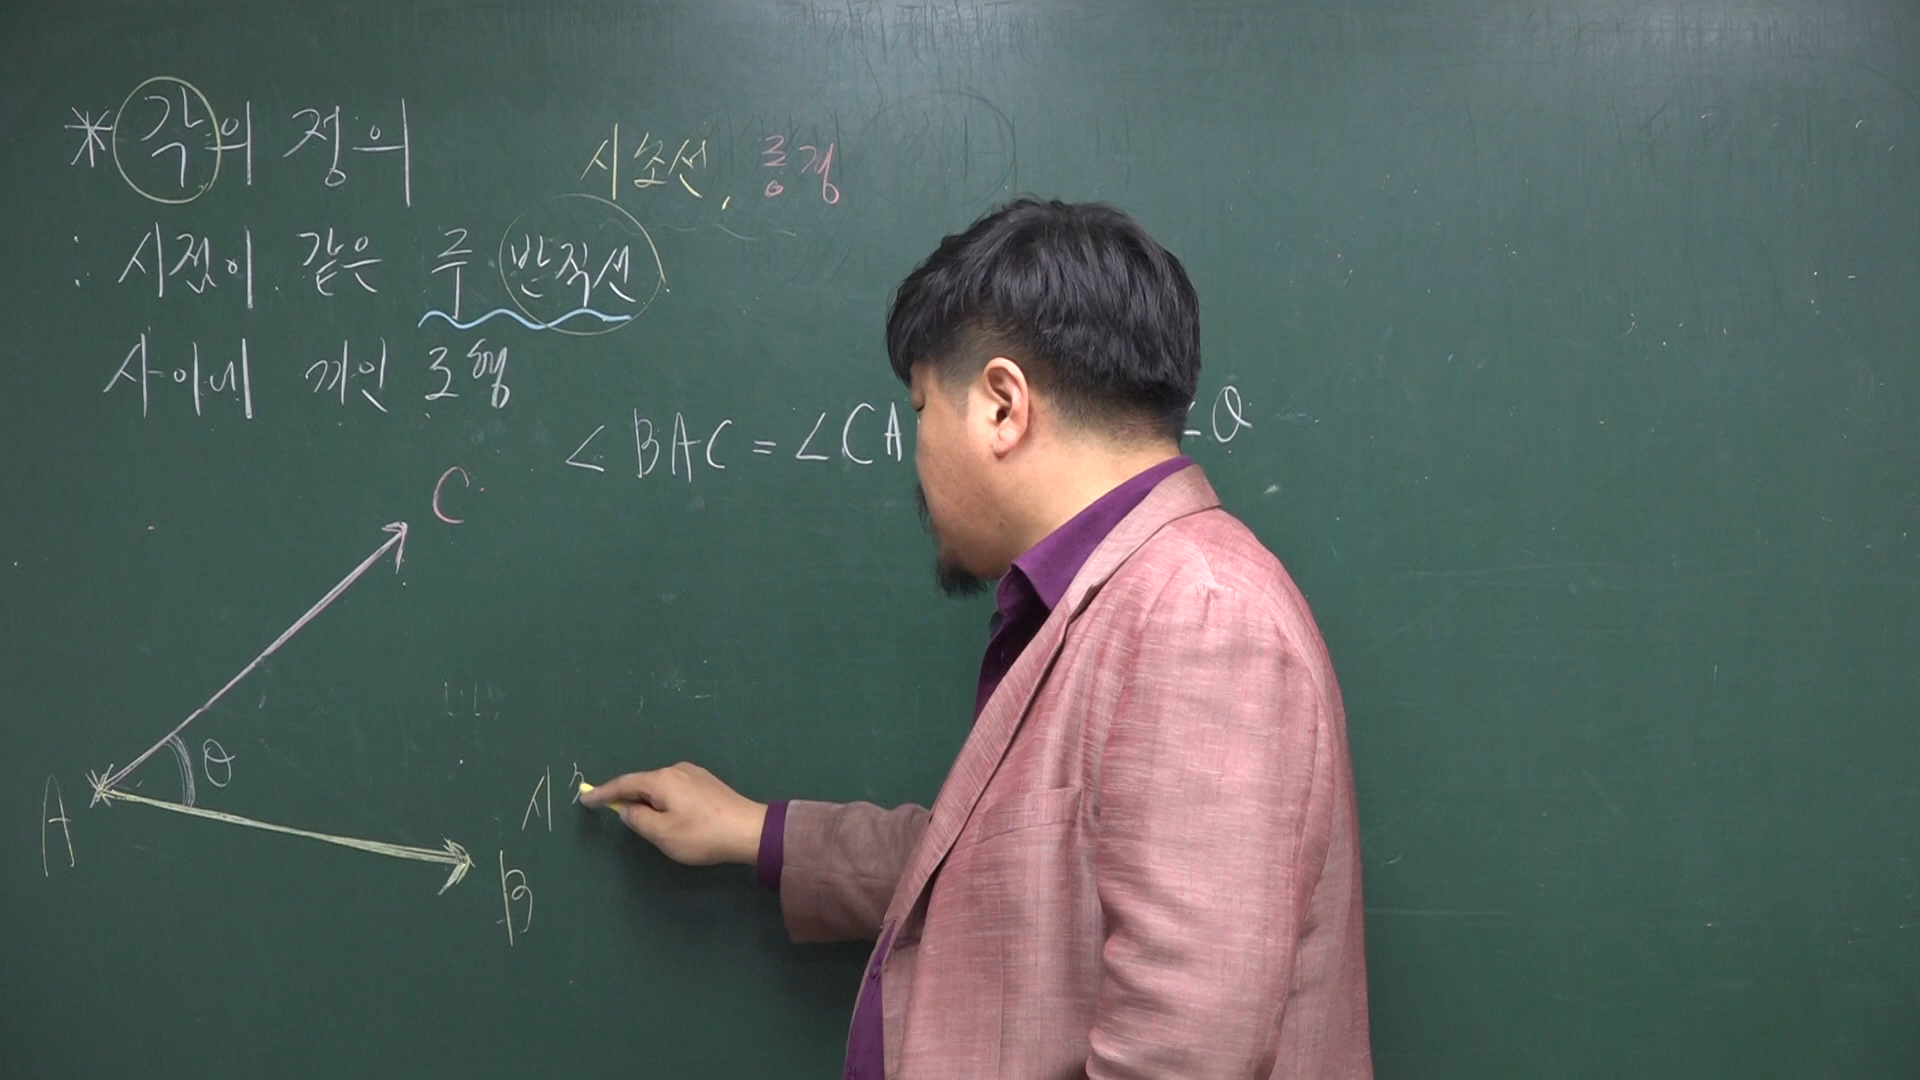 * 각의 정의
시초선, 동경
: 시점이 같은 두 반직선
사이에 끼인 도형
∠BAC = ∠CA = θ
C
θ
A
B
시